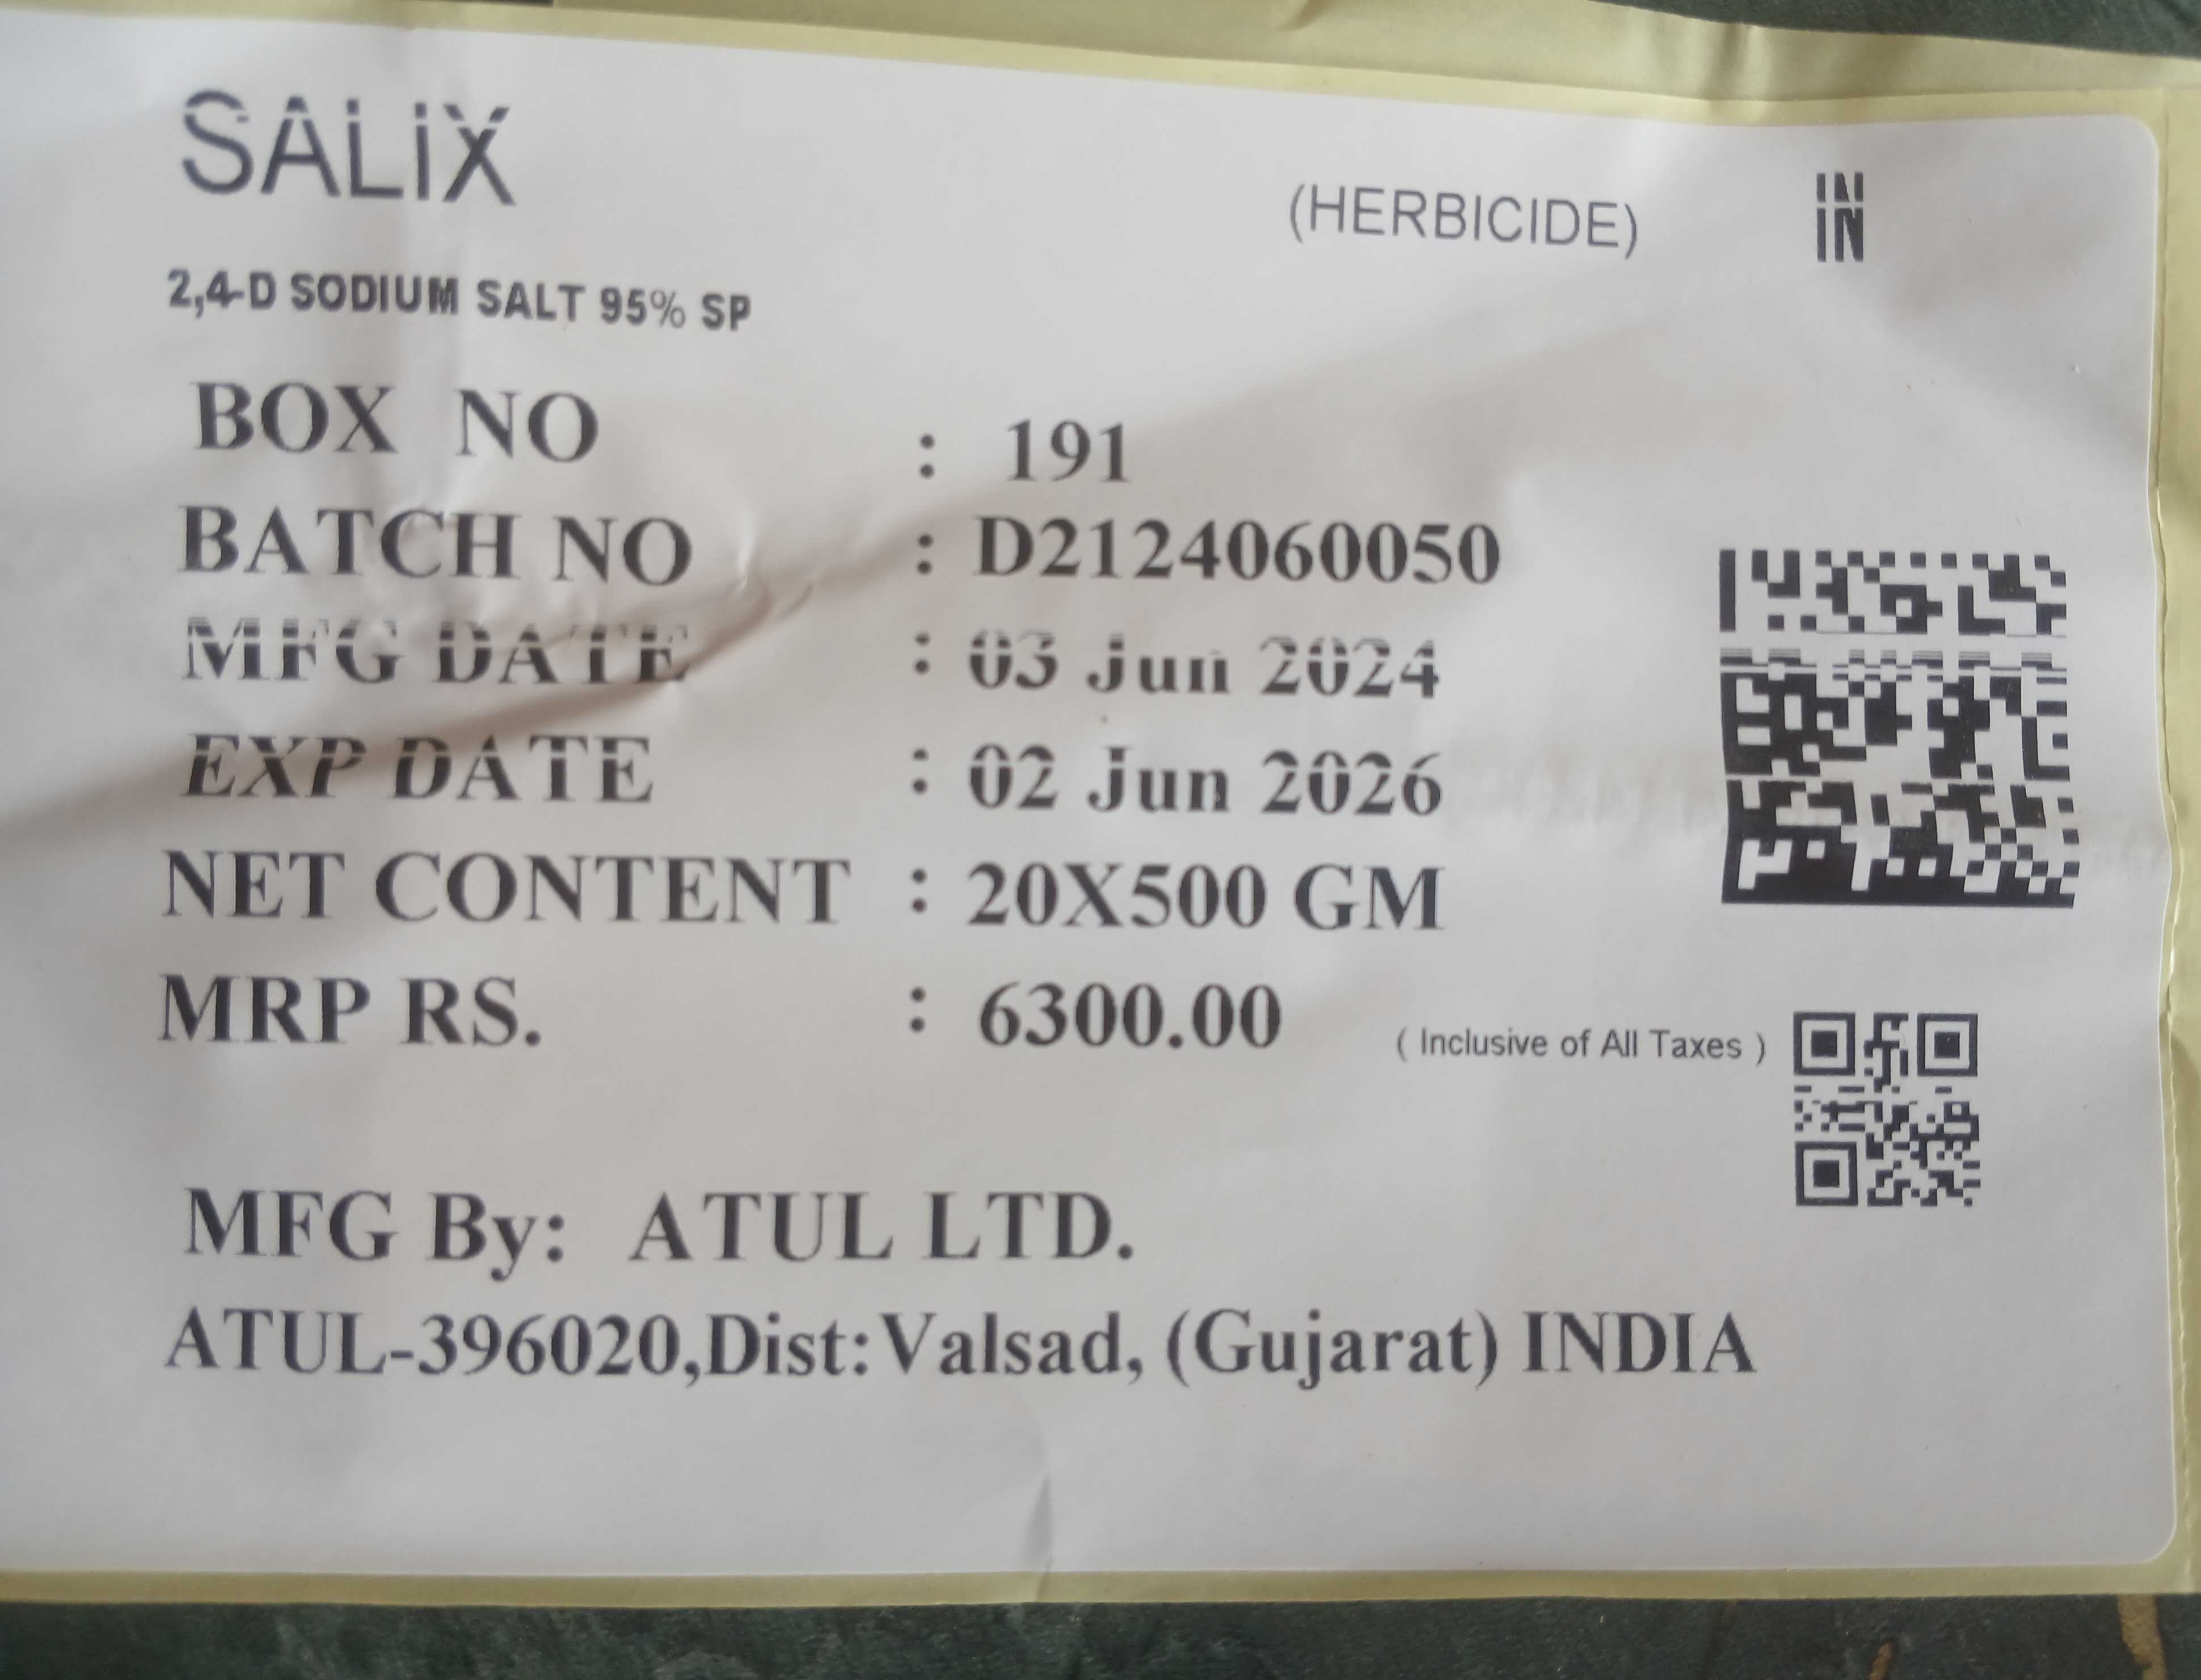 SALIX
(HERBICIDE) IN
2,4-D SODIUM SALT 95% SP
BOX NO : 191
BATCH NO : D2124060050
MFG DATE : 03 Jun 2024
EXP DATE : 02 Jun 2026
NET CONTENT : 20X500 GM
MRP RS. : 6300.00 ( Inclusive of All Taxes )
MFG By: ATUL LTD.
ATUL-396020,Dist:Valsad, (Gujarat) INDIA